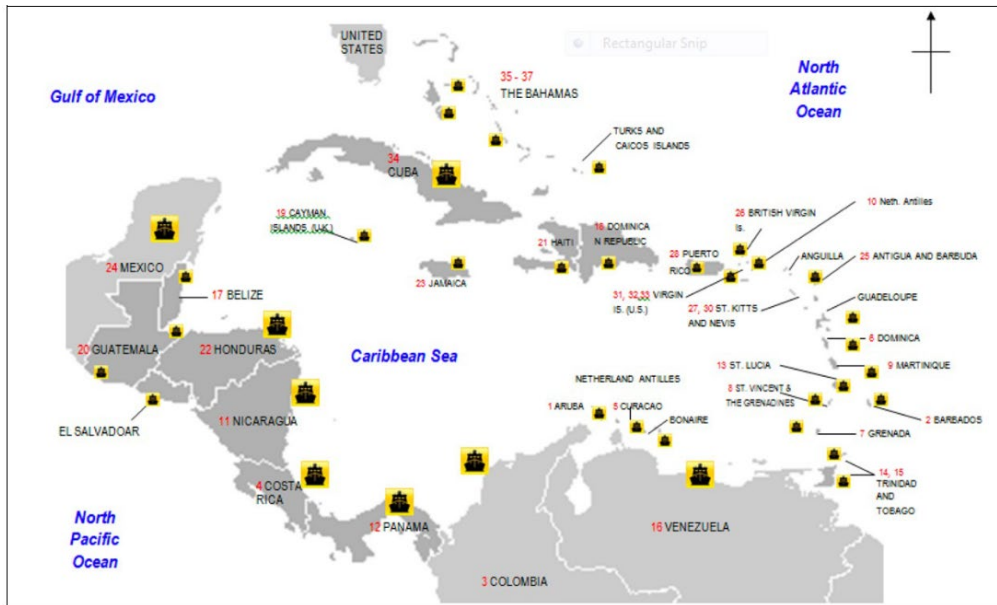 UNITED
STATES
Rectangular Snip
Gulf of Mexico
35 - 37
THE BAHAMAS
North
Atlantic
Ocean
TURKS AND
CAICOS ISLANDS
34
CUBA
19 CAYMAN
ISLANDS (U.K.)
21 HAITI
18 DOMINICA
N REPUBLIC
26 BRITISH VIRGIN
Is.
10 Neth. Antilles
28 PUERTO
RICO
ANGUILLA
25 ANTIGUA AND BARBUDA
24 MEXICO
23 JAMAICA
17 BELIZE
31, 32,33 VIRGIN
IS. (U.S.)
27, 30 ST. KITTS
AND NEVIS
GUADELOUPE
20 GUATEMALA
22 HONDURAS
Caribbean Sea
6 DOMINICA
13 ST. LUCIA
9 MARTINIQUE
NETHERLAND ANTILLES
8 ST. VINCENT &
THE GRENADINES
1 ARUBA
5 CURACAO
BONAIRE
2 BARBADOS
EL SALVADOAR
11 NICARAGUA
7 GRENADA
4 COSTA
RICA
14, 15
TRINIDAD
AND
TOBAGO
North
Pacific
Ocean
12 PANAMA
16 VENEZUELA
3 COLOMBIA